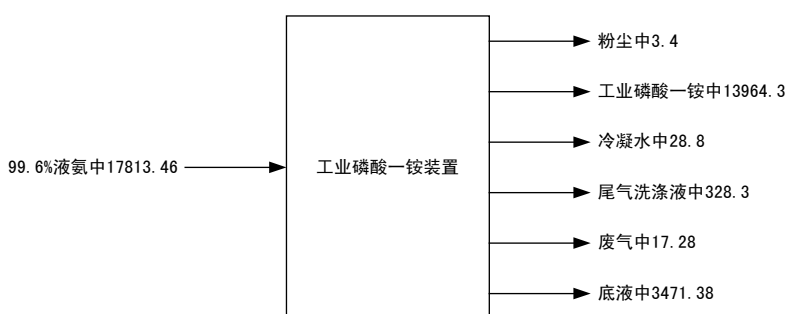 粉尘中3.4
工业磷酸一铵中13964.3
冷凝水中28.8
99.6%液氨中17813.46
工业磷酸一铵装置
尾气洗涤液中328.3
废气中17.28
底液中3471.38